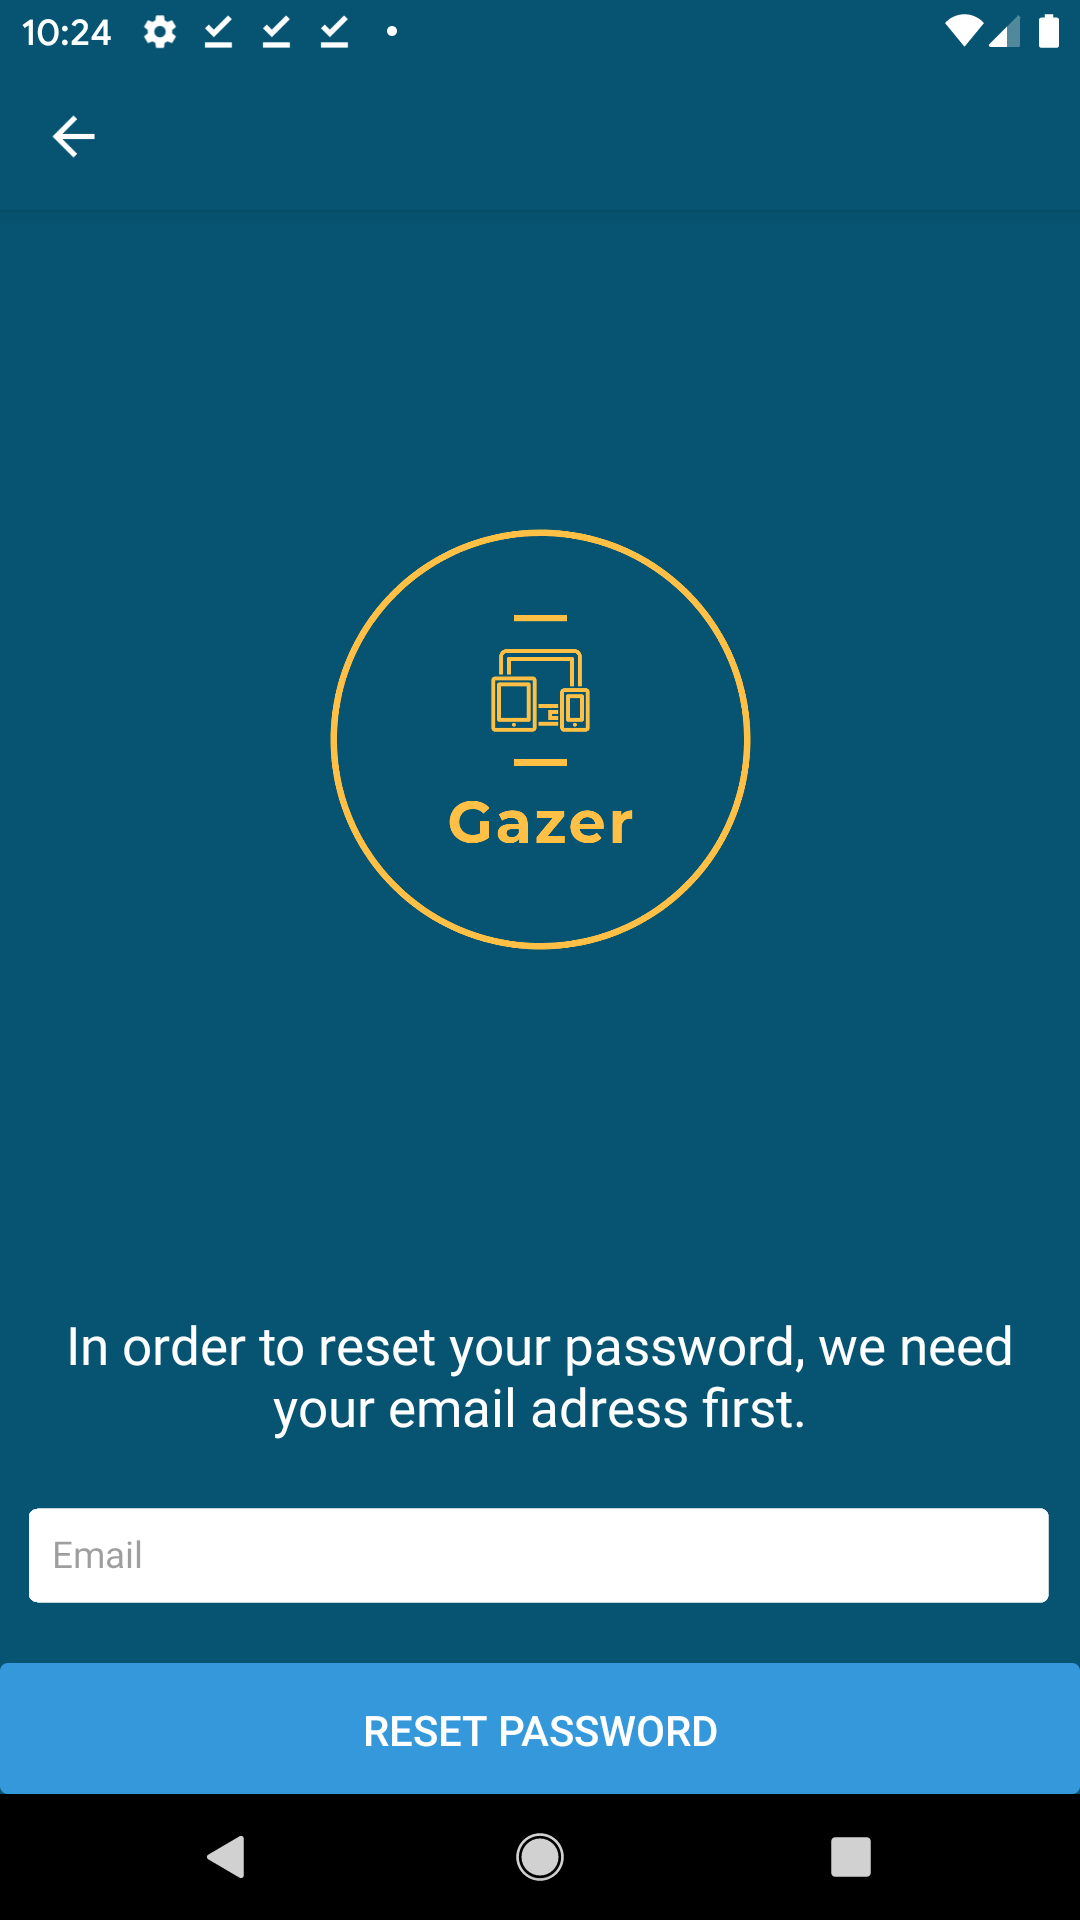 10:24
Gazer
In order to reset your password, we need
your email adress first.
Email
RESET PASSWORD